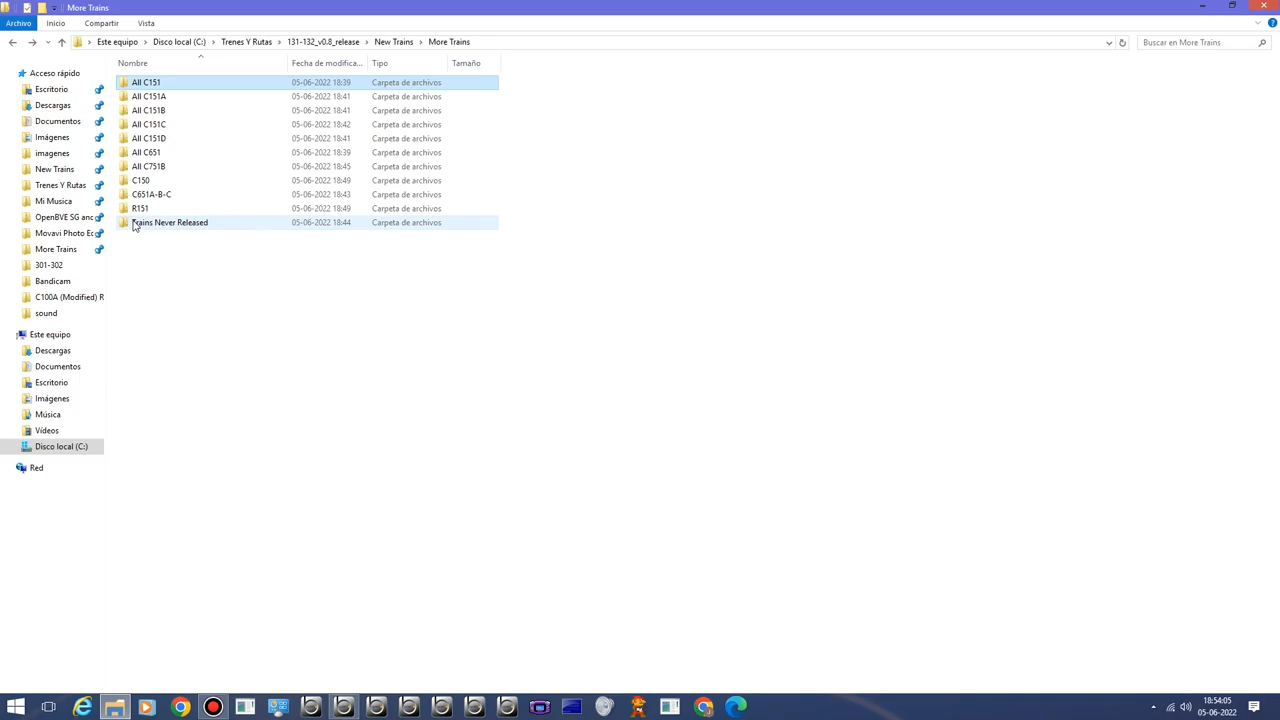 More Trains
Archivo Inicio Compartir Vista
Este equipo Disco local (C:) Trenes Y Rutas 131-132_v0.8_release New Trains More Trains Buscar en More Trains
Nombre Fecha de modifica... Tipo Tamaño
Acceso rápido
Escritorio
Descargas
Documentos
Imágenes
imagenes
New Trains
Trenes Y Rutas
Mi Musica
OpenBVE SG anc
Movavi Photo Ec
More Trains
301-302
Bandicam
C100A (Modified) R
sound
Este equipo
Descargas
Documentos
Escritorio
Imágenes
Música
Vídeos
Disco local (C:)
Red
All C151 05-06-2022 18:39 Carpeta de archivos
All C151A 05-06-2022 18:41 Carpeta de archivos
All C151B 05-06-2022 18:41 Carpeta de archivos
All C151C 05-06-2022 18:42 Carpeta de archivos
All C151D 05-06-2022 18:41 Carpeta de archivos
All C651 05-06-2022 18:39 Carpeta de archivos
All C751B 05-06-2022 18:45 Carpeta de archivos
C150 05-06-2022 18:49 Carpeta de archivos
C651A-B-C 05-06-2022 18:43 Carpeta de archivos
R151 05-06-2022 18:49 Carpeta de archivos
Trains Never Released 05-06-2022 18:44 Carpeta de archivos
18:54:05
05-06-2022